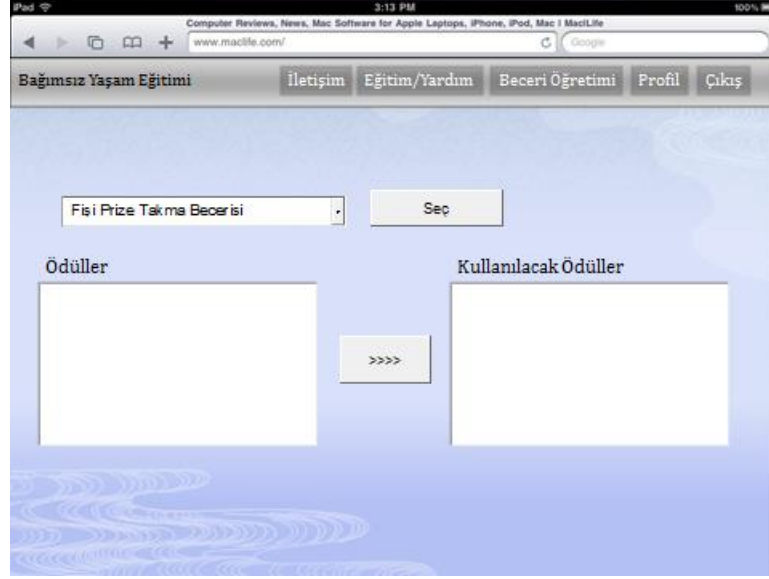 iPad 3:13 PM 100%
Computer Reviews, News, Mac Software for Apple Laptops, iPhone, iPod, Mac | Mac|Life
www.maclife.com/ Google
Bağımsız Yaşam Eğitimi İletişim Eğitim/Yardım Beceri Öğretimi Profil Çıkış
Fişi Prize Takma Becerisi Seç
Ödüller Kullanılacak Ödüller
>>>>